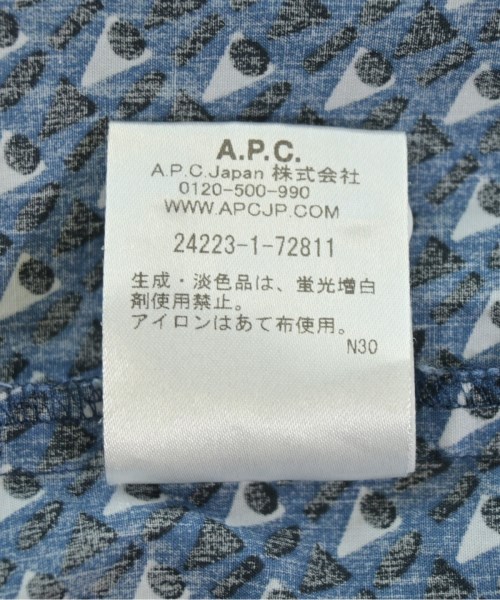 A.P.C.
A.P.C.Japan 株式会社
0120-500-990
WWW.APCJP.COM
24223-1-72811
生成・淡色品は、蛍光増白
剤使用禁止。
アイロンはあて布使用。
N30